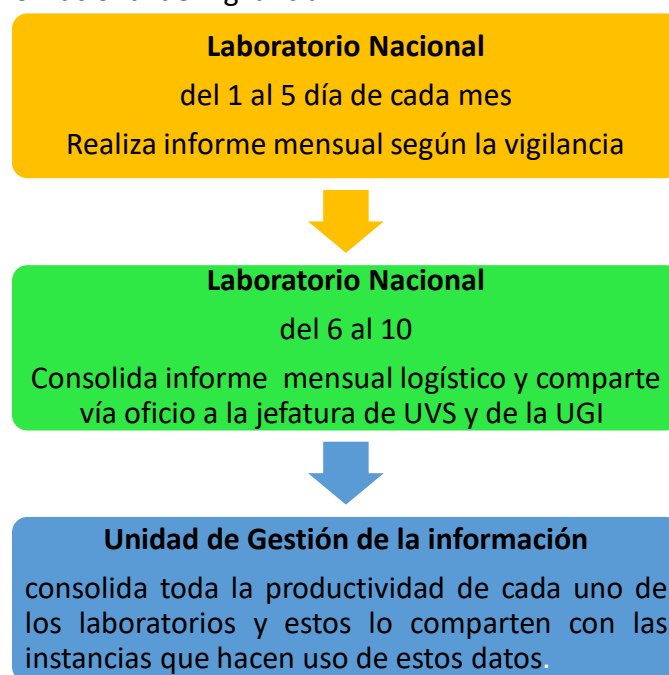 Laboratorio Nacional
del 1 al 5 día de cada mes
Realiza informe mensual según la vigilancia
Laboratorio Nacional
del 6 al 10
Consolida informe mensual logístico y comparte
vía oficio a la jefatura de UVS y de la UGI
Unidad de Gestión de la información
consolida toda la productividad de cada uno de
los laboratorios y estos lo comparten con las
instancias que hacen uso de estos datos.